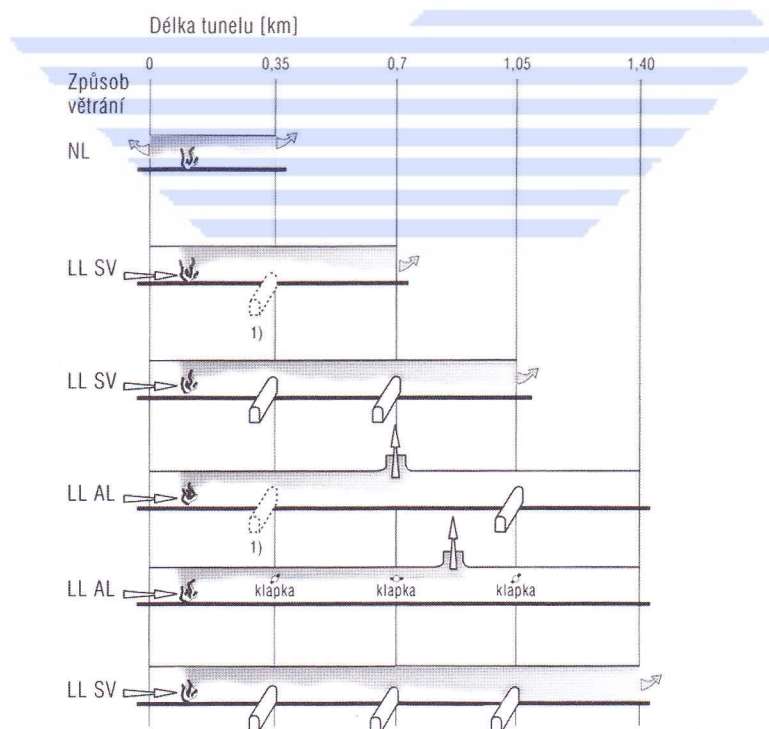 Délka tunelu [km]
0 0,35 0,7 1,05 1,40
Způsob
větrání
NL
LL SV
1)
LL SV
LL AL
1)
LL AL
klapka klapka klapka
LL SV